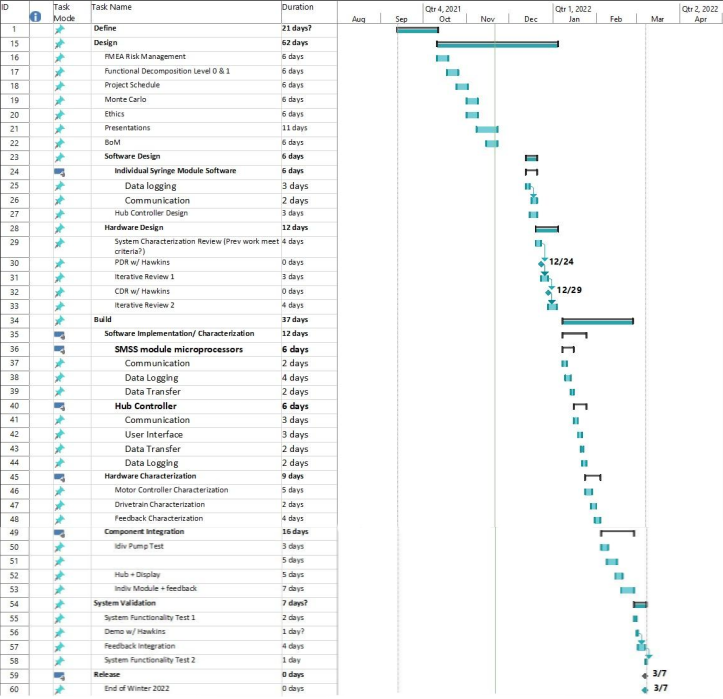 ID Task Mode Task Name Duration Qtr 4, 2021 Qtr 1, 2022 Qtr 2, 2022
Aug Sep Oct Nov Dec Jan Feb Mar Apr
1 Define 21 days?
15 Design 62 days
16 FMEA Risk Management 6 days
17 Functional Decomposition Level 0 & 1 6 days
18 Project Schedule 6 days
19 Monte Carlo 6 days
20 Ethics 6 days
21 Presentations 11 days
22 BoM 6 days
23 Software Design 6 days
24 Individual Syringe Module Software 6 days
25 Data logging 3 days
26 Communication 2 days
27 Hub Controller Design 3 days
28 Hardware Design 12 days
29 System Characterization Review (Prev work meet 4 days
criteria?)
30 PDR w/ Hawkins 0 days 12/24
31 Iterative Review 1 3 days
32 CDR w/ Hawkins 0 days 12/29
33 Iterative Review 2 4 days
34 Build 37 days
35 Software Implementation/ Characterization 12 days
36 SMSS module microprocessors 6 days
37 Communication 2 days
38 Data Logging 4 days
39 Data Transfer 2 days
40 Hub Controller 6 days
41 Communication 3 days
42 User Interface 3 days
43 Data Transfer 2 days
44 Data Logging 2 days
45 Hardware Characterization 9 days
46 Motor Controller Characterization 5 days
47 Drivetrain Characterization 2 days
48 Feedback Characterization 4 days
49 Component Integration 16 days
50 Idiv Pump Test 3 days
51 5 days
52 Hub + Display 5 days
53 Indiv Module + feedback 7 days
54 System Validation 7 days?
55 System Functionality Test 1 2 days
56 Demo w/ Hawkins 1 day?
57 Feedback Integration 4 days
58 System Functionality Test 2 1 day
59 Release 0 days 3/7
60 End of Winter 2022 0 days 3/7